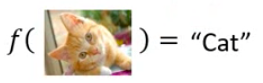 f( ) = “Cat”